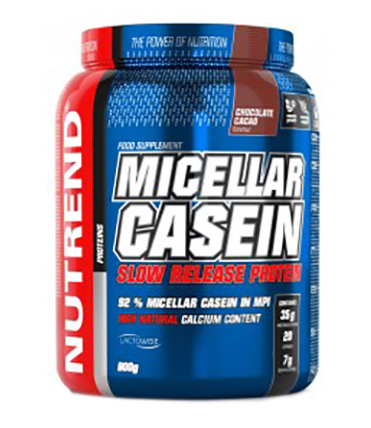 THE POWER OF NUTRITION
CHOCOLATE
CACAO
FOOD SUPPLEMENT
MICELLAR
CASEIN
SLOW RELEASE PROTEIN
NUTREND
PROTEINS
92 % MICELLAR CASEIN IN MPI
HIGH NATURAL CALCIUM CONTENT
LACTOWISE
900g
35g
20
7g